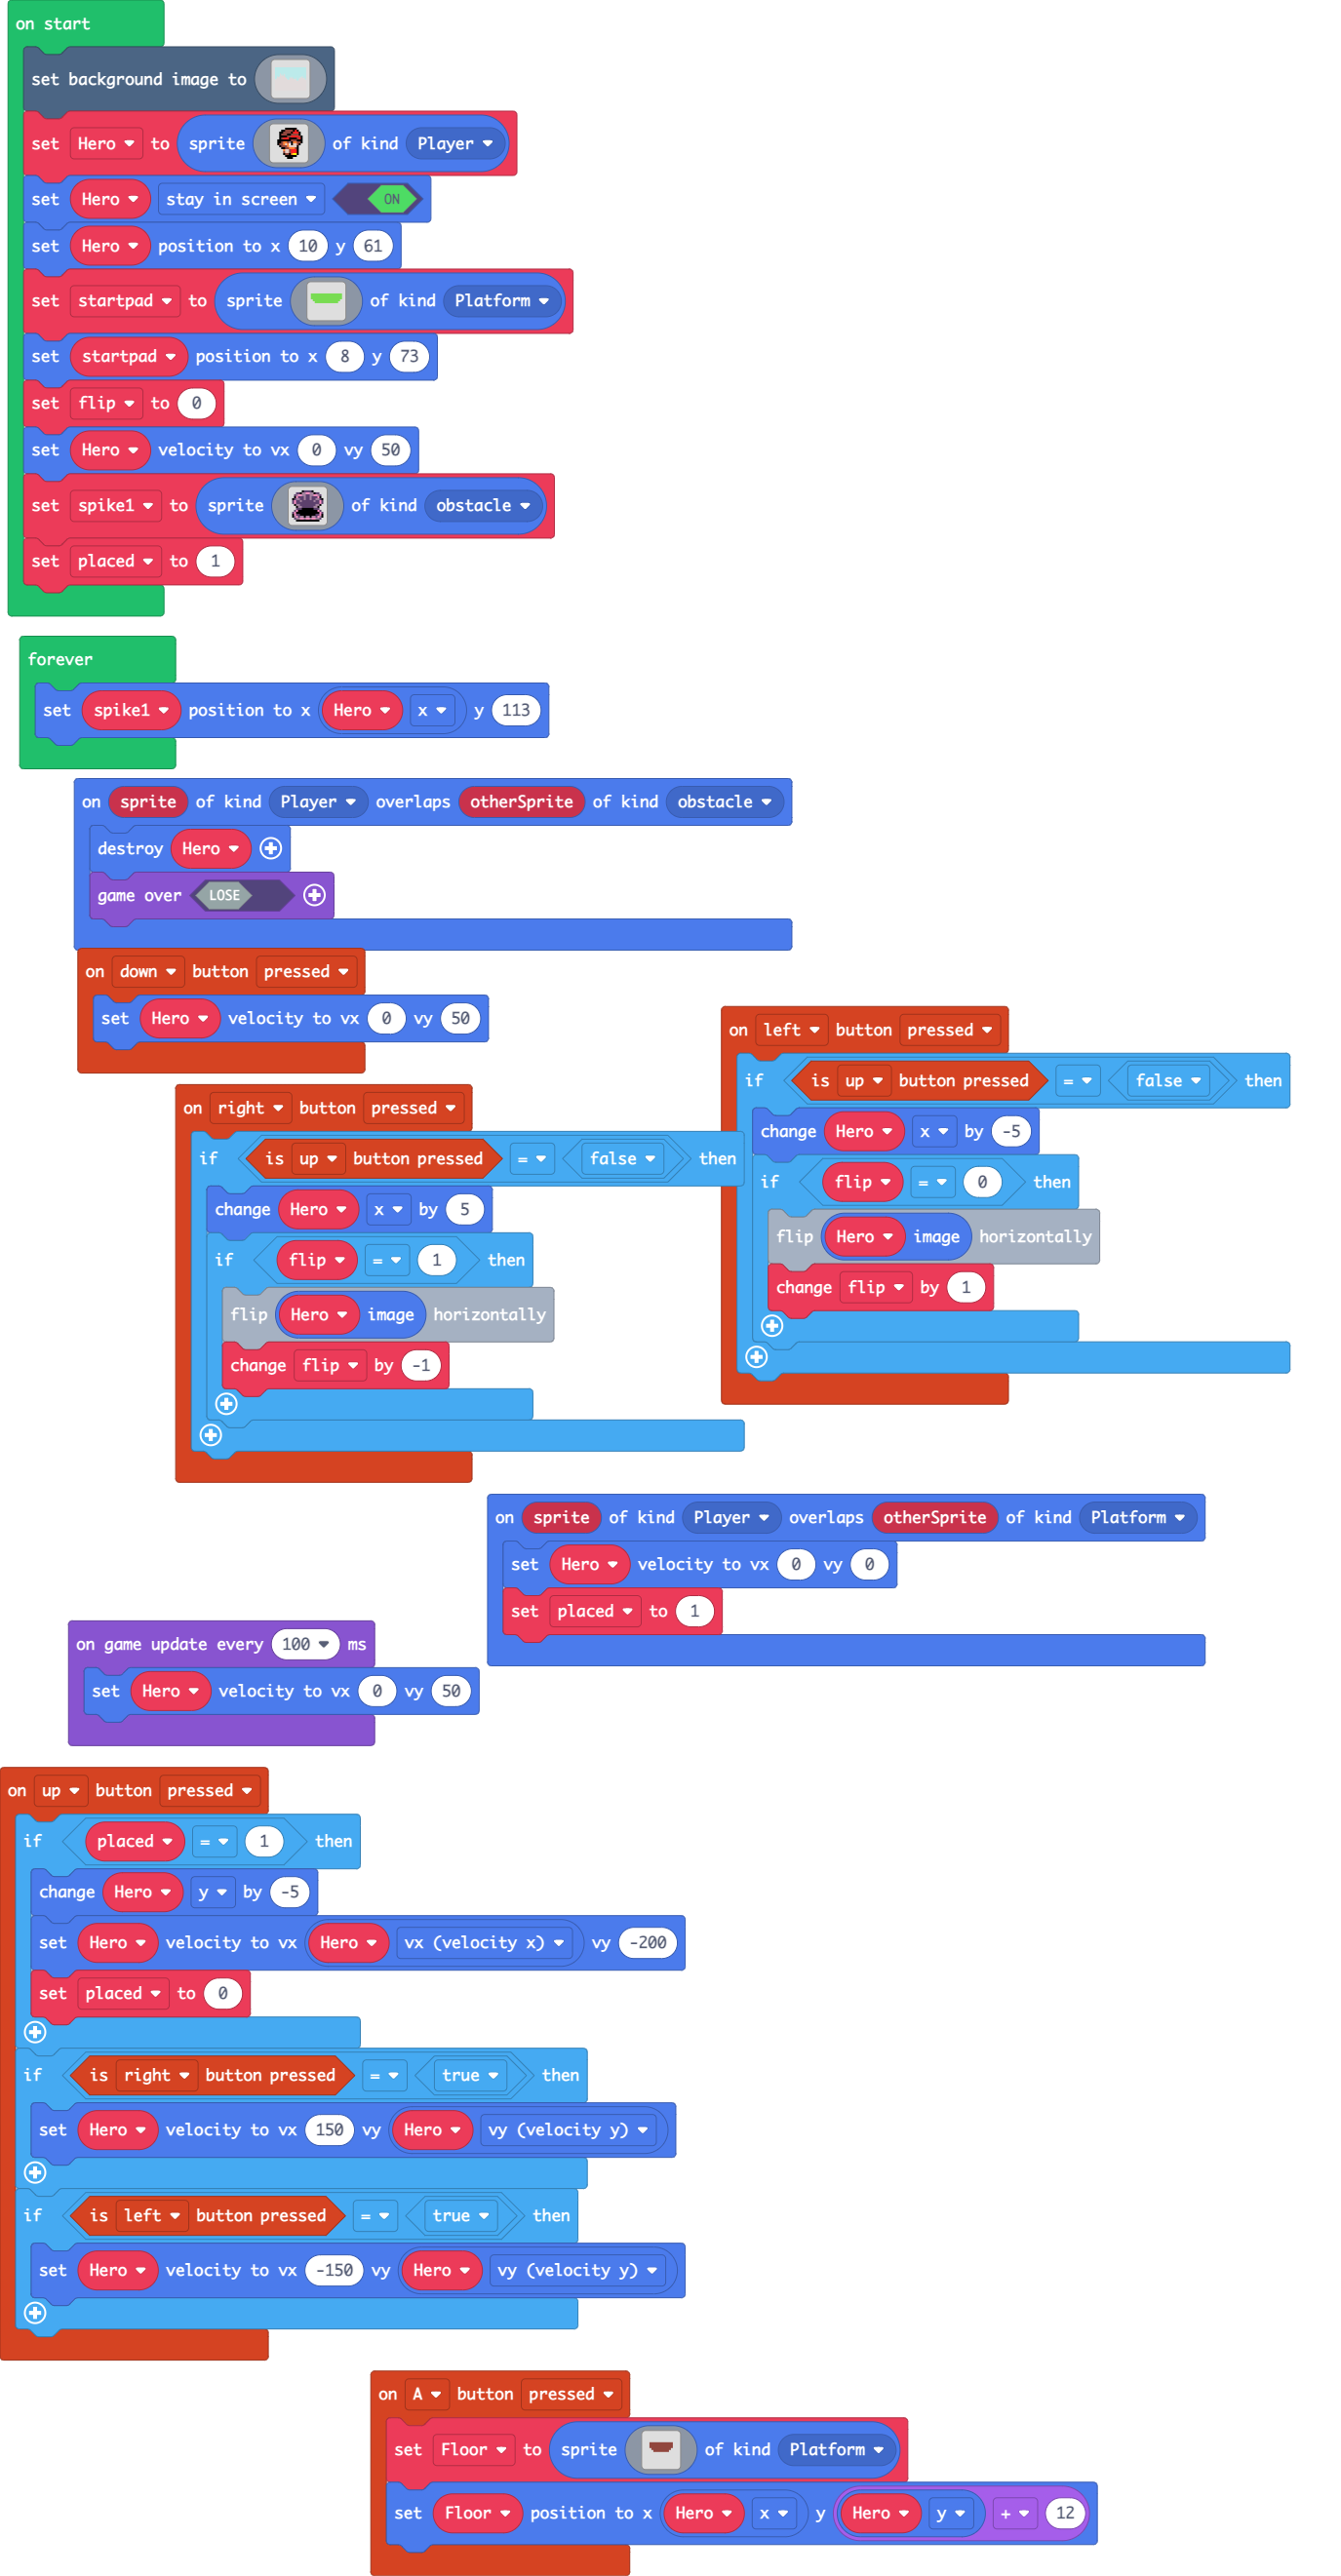 on start
set background image to
set Hero to sprite of kind Player
set Hero stay in screen ON
set Hero position to x 10 y 61
set startpad to sprite of kind Platform
set startpad position to x 8 y 73
set flip to 0
set Hero velocity to vx 0 vy 50
set spike1 to sprite of kind obstacle
set placed to 1
forever
set spike1 position to x Hero x y 113
on sprite of kind Player overlaps otherSprite of kind obstacle
destroy Hero
game over LOSE
on down button pressed
set Hero velocity to vx 0 vy 50
on left button pressed
if is up button pressed = false then
change Hero x by -5
if flip = 0 then
flip Hero image horizontally
change flip by 1
on right button pressed
if is up button pressed = false then
change Hero x by 5
if flip = 1 then
flip Hero image horizontally
change flip by -1
on sprite of kind Player overlaps otherSprite of kind Platform
set Hero velocity to vx 0 vy 0
set placed to 1
on game update every 100 ms
set Hero velocity to vx 0 vy 50
on up button pressed
if placed = 1 then
change Hero y by -5
set Hero velocity to vx Hero vx (velocity x) vy -200
set placed to 0
if is right button pressed = true then
set Hero velocity to vx 150 vy Hero vy (velocity y)
if is left button pressed = true then
set Hero velocity to vx -150 vy Hero vy (velocity y)
on A button pressed
set Floor to sprite of kind Platform
set Floor position to x Hero x y Hero y + 12